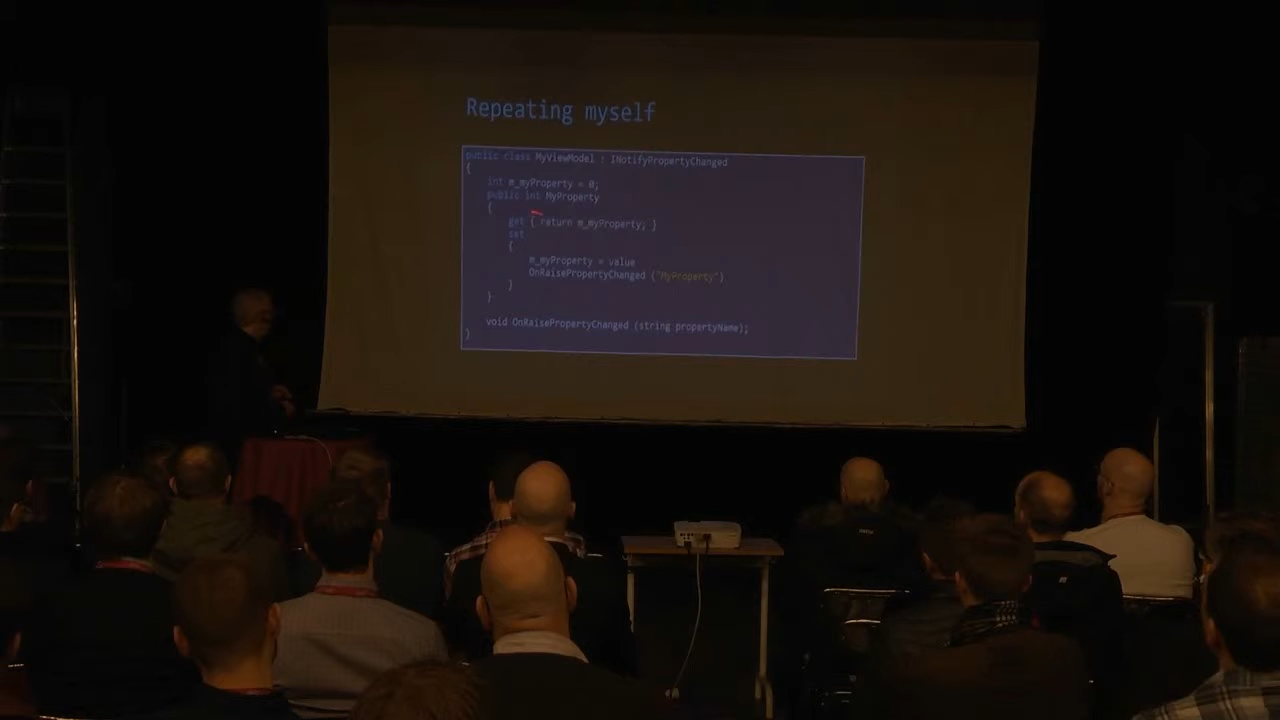 Repeating myself
public class MyViewModel : INotifyPropertyChanged
{
int m_myProperty = 0;
public int MyProperty
{
get { return m_myProperty; }
set
{
m_myProperty = value
OnRaisePropertyChanged ("MyProperty")
}
}
void OnRaisePropertyChanged (string propertyName);
}